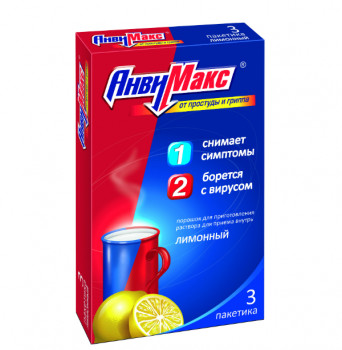 3
пакетика
лимонный
АнвиМакс®
от простуды и гриппа
1 снимает
симптомы
2 борется
с вирусом
порошок для приготовления
раствора для приема внутрь
лимонный
3
пакетика